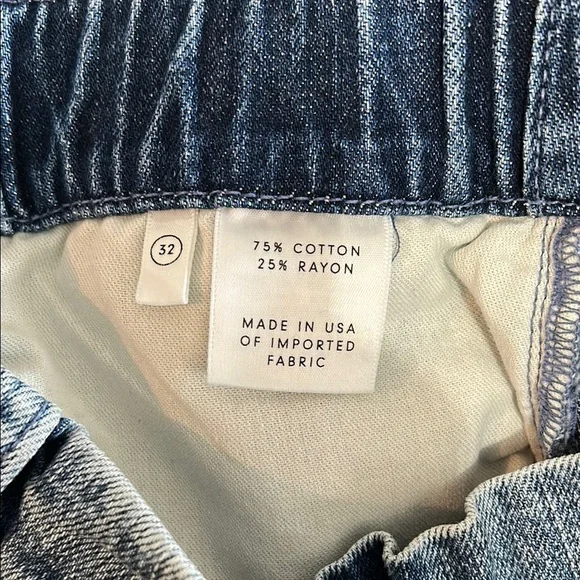 32
75% COTTON
25% RAYON
MADE IN USA
OF IMPORTED
FABRIC